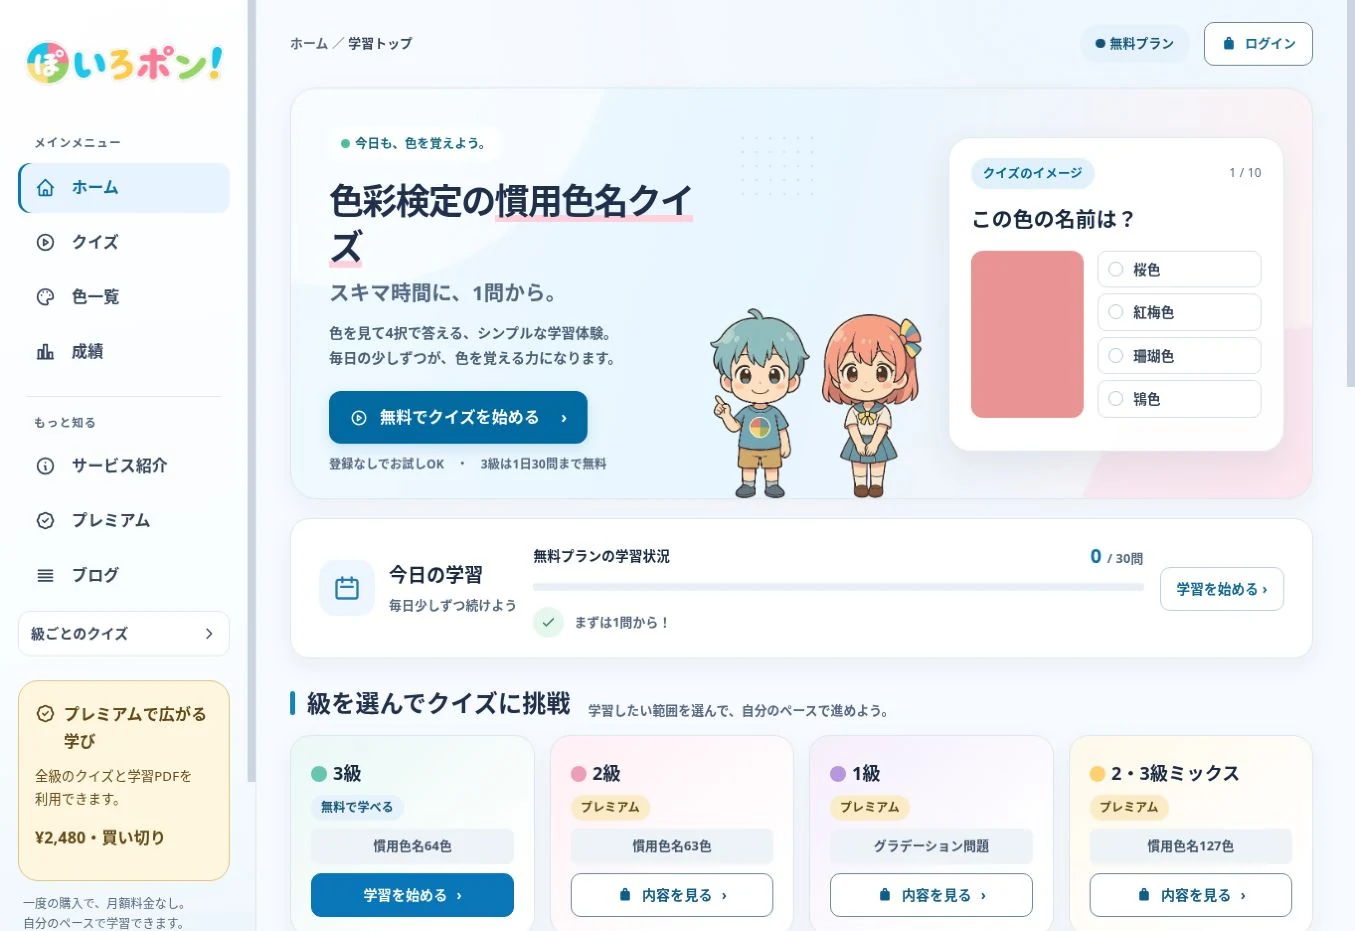 ぽいろポン!
メインメニュー
ホーム
クイズ
色一覧
成績
もっと知る
サービス紹介
プレミアム
ブログ
級ごとのクイズ
プレミアムで広がる
学び
全級のクイズと学習PDFを
利用できます。
¥2,480・買い切り
一度の購入で、月額料金なし。
自分のペースで学習できます。
ホーム / 学習トップ
無料プラン
ログイン
今日も、色を覚えよう。
色彩検定の慣用色名クイ
ズ
スキマ時間に、1問から。
色を見て4択で答える、シンプルな学習体験。
毎日の少しずつが、色を覚える力になります。
無料でクイズを始める ›
登録なしでお試しOK ・ 3級は1日30問まで無料
クイズのイメージ
1 / 10
この色の名前は？
桜色
紅梅色
珊瑚色
鴇色
今日の学習
毎日少しずつ続けよう
無料プランの学習状況
0 / 30問
まずは1問から！
学習を始める ›
級を選んでクイズに挑戦
学習したい範囲を選んで、自分のペースで進めよう。
3級
無料で学べる
慣用色名64色
学習を始める ›
2級
プレミアム
慣用色名63色
内容を見る ›
1級
プレミアム
グラデーション問題
内容を見る ›
2・3級ミックス
プレミアム
慣用色名127色
内容を見る ›